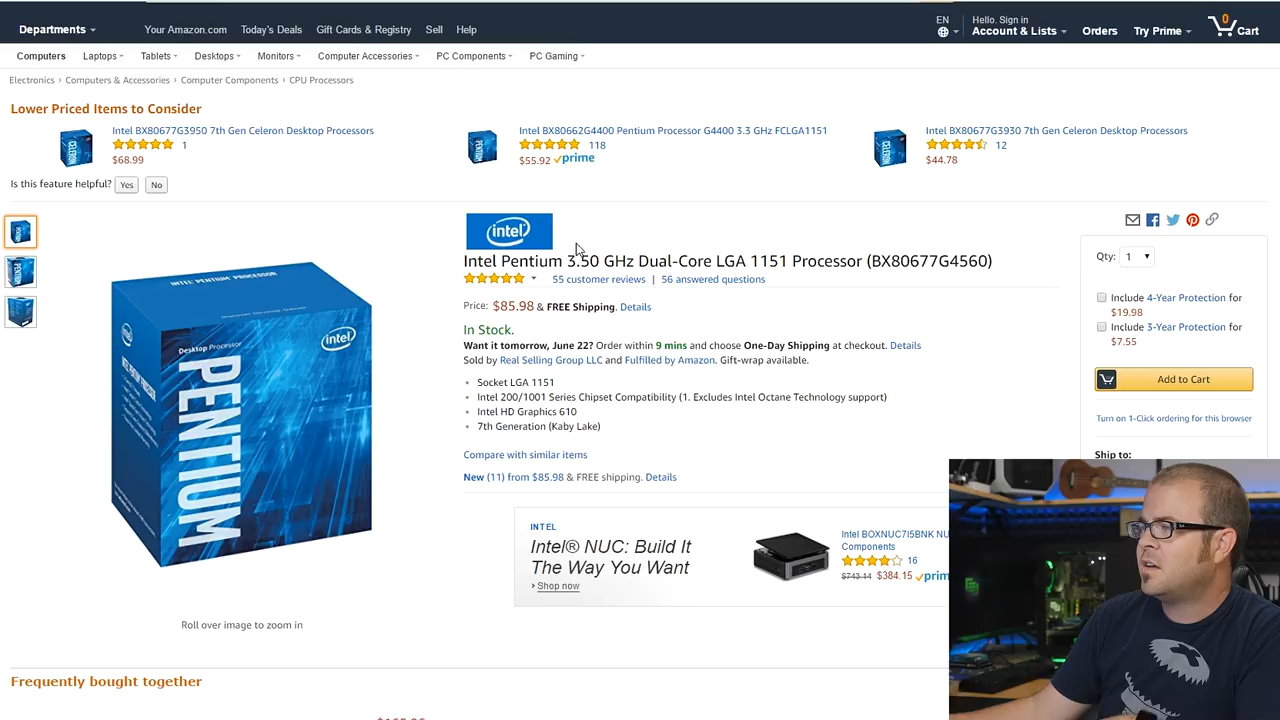 Departments
Your Amazon.com Today's Deals Gift Cards & Registry Sell Help
EN
Hello. Sign in
Account & Lists
Orders
Try Prime
0
Cart
Computers Laptops Tablets Desktops Monitors Computer Accessories PC Components PC Gaming
Electronics › Computers & Accessories › Computer Components › CPU Processors
Lower Priced Items to Consider
Intel BX80677G3950 7th Gen Celeron Desktop Processors
1
$68.99
Intel BX80662G4400 Pentium Processor G4400 3.3 GHz FCLGA1151
118
$55.92 prime
Intel BX80677G3930 7th Gen Celeron Desktop Processors
12
$44.78
Is this feature helpful? Yes No
INTEL PENTIUM PROCESSOR
intel
Desktop Processor
PENTIUM
intel
Intel Pentium 3.50 GHz Dual-Core LGA 1151 Processor (BX80677G4560)
55 customer reviews | 56 answered questions
Price: $85.98 & FREE Shipping. Details
In Stock.
Want it tomorrow, June 22? Order within 9 mins and choose One-Day Shipping at checkout. Details
Sold by Real Selling Group LLC and Fulfilled by Amazon. Gift-wrap available.
• Socket LGA 1151
• Intel 200/1001 Series Chipset Compatibility (1. Excludes Intel Octane Technology support)
• Intel HD Graphics 610
• 7th Generation (Kaby Lake)
Compare with similar items
New (11) from $85.98 & FREE shipping. Details
INTEL
Intel® NUC: Build It
The Way You Want
Shop now
Intel BOXNUC7I5BNK NU
Components
16
$743.14 $384.15 prim
Qty: 1
Include 4-Year Protection for
$19.98
Include 3-Year Protection for
$7.55
Add to Cart
Turn on 1-Click ordering for this browser
Ship to:
Roll over image to zoom in
Frequently bought together